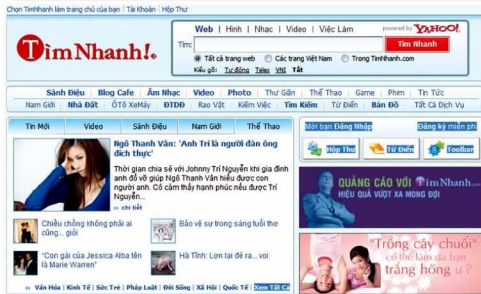 Chọn TimNhanh làm trang chủ của bạn | Tài Khoản | Hộp Thư
TìmNhanh!.
Web | Hình | Nhạc | Video | Việc Làm
powered by YAHOO!
Tìm:
Tìm Nhanh
Tất cả trang web Các trang Việt Nam Trong TimNhanh.com
Kiểu gõ: Tự động Telex VNI Tắt
Sành Điệu | Blog Cafe | Âm Nhạc | Video | Photo | Thư Giãn | Thể Thao | Game | Phim | Tin Tức
Nam Giới | Nhà Đất | ÔTô XeMáy | ĐTDĐ | Rao Vặt | Kiếm Việc | Tìm Kiếm | Từ Điển | Bản Đồ | Tất Cả Dịch Vụ
Tin Mới Video Sành Điệu Nam Giới Thể Thao
Ngô Thanh Vân: 'Anh Trí là người đàn ông
đích thực'
Thời gian chia sẻ với Johnny Trí Nguyễn khi gia đình
anh đổ vỡ giúp Ngô Thanh Vân hiểu được con
người anh. Cô cảm thấy hạnh phúc nếu được Trí
Nguyễn...
›› chi tiết
Chiều chồng không phải ai
cũng... giỏi
Bảo vệ sự trong sáng tuổi thơ
"Con gái của Jessica Alba tên
là Marie Warren"
Hà Tĩnh: Lợn lại đẻ ra... voi
›› Văn Hóa | Kinh Tế | Sức Trẻ | Pháp Luật | Đời Sống | Xã Hội | Quốc Tế | Xem Tất Cả
Mời bạn Đăng Nhập Đăng ký miễn phí
Hộp Thư Từ Điển Toolbar
QUẢNG CÁO VỚI TimNhanh
HIỆU QUẢ VƯỢT XA MONG ĐỢI
"Trồng cây chuối"
có thể làm da bạn
trắng hồng ư?